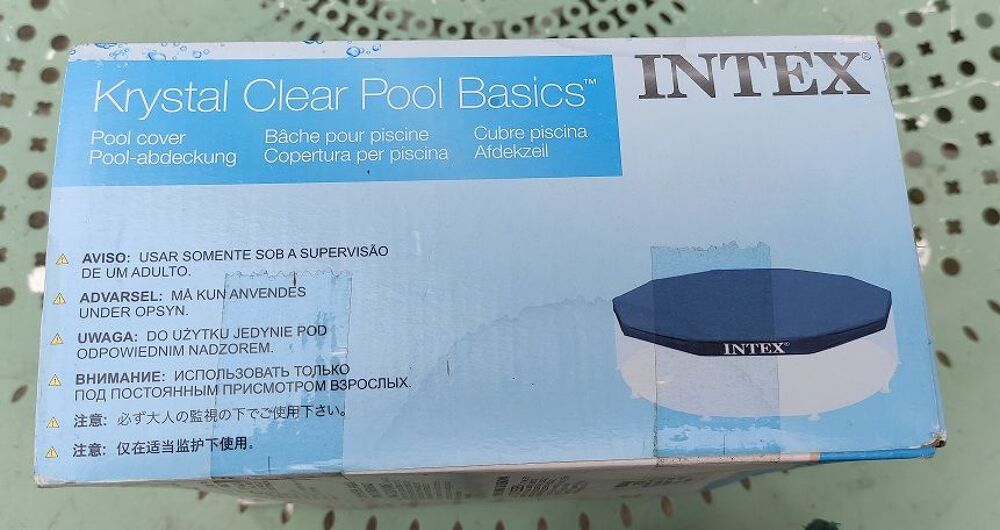 Krystal Clear Pool Basics™
INTEX®
Pool cover
Pool-abdeckung
Bâche pour piscine
Copertura per piscina
Cubre piscina
Afdekzeil
AVISO: USAR SOMENTE SOB A SUPERVISÃO
DE UM ADULTO.
ADVARSEL: MÅ KUN ANVENDES
UNDER OPSYN.
UWAGA: DO UŻYTKU JEDYNIE POD
ODPOWIEDNIM NADZOREM.
ВНИМАНИЕ: ИСПОЛЬЗОВАТЬ ТОЛЬКО
ПОД ПОСТОЯННЫМ ПРИСМОТРОМ ВЗРОСЛЫХ.
注意: 必ず大人の監視の下でご使用下さい。
注意: 仅在适当监护下使用。
INTEX